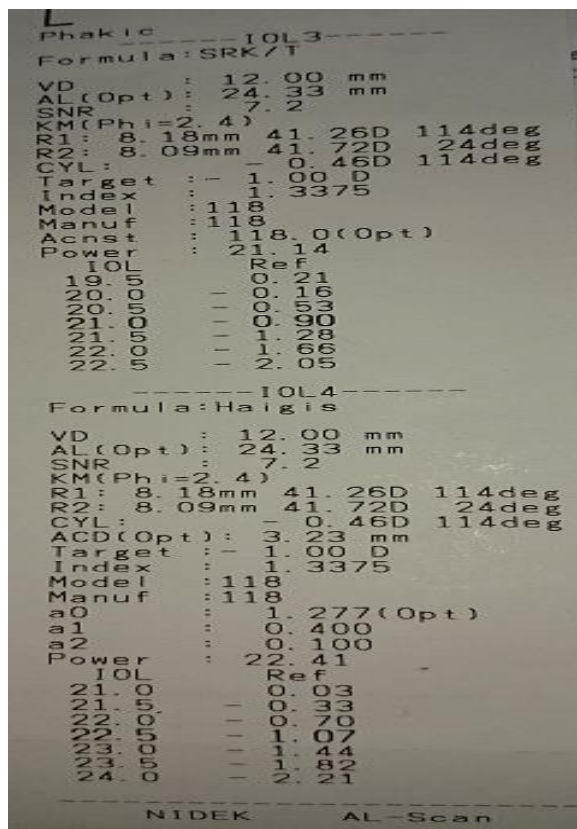 L
Phakic
------IOL3------
Formula:SRK/T
VD : 12.00 mm
AL(Opt): 24.33 mm
SNR : 7.2
KM(Phi=2.4)
R1: 8.18mm 41.26D 114deg
R2: 8.09mm 41.72D 24deg
CYL: - 0.46D 114deg
Target :- 1.00 D
Index : 1.3375
Model :118
Manuf :118
Acnst : 118.0(Opt)
Power : 21.14
IOL Ref
19.5 0.21
20.0 - 0.16
20.5 - 0.53
21.0 - 0.90
21.5 - 1.28
22.0 - 1.66
22.5 - 2.05
------IOL4------
Formula:Haigis
VD : 12.00 mm
AL(Opt): 24.33 mm
SNR : 7.2
KM(Phi=2.4)
R1: 8.18mm 41.26D 114deg
R2: 8.09mm 41.72D 24deg
CYL: - 0.46D 114deg
ACD(Opt): 3.23 mm
Target :- 1.00 D
Index : 1.3375
Model :118
Manuf :118
a0 : 1.277(Opt)
a1 : 0.400
a2 : 0.100
Power : 22.41
IOL Ref
21.0 0.03
21.5 - 0.33
22.0 - 0.70
22.5 - 1.07
23.0 - 1.44
23.5 - 1.82
24.0 - 2.21
NIDEK AL-Scan